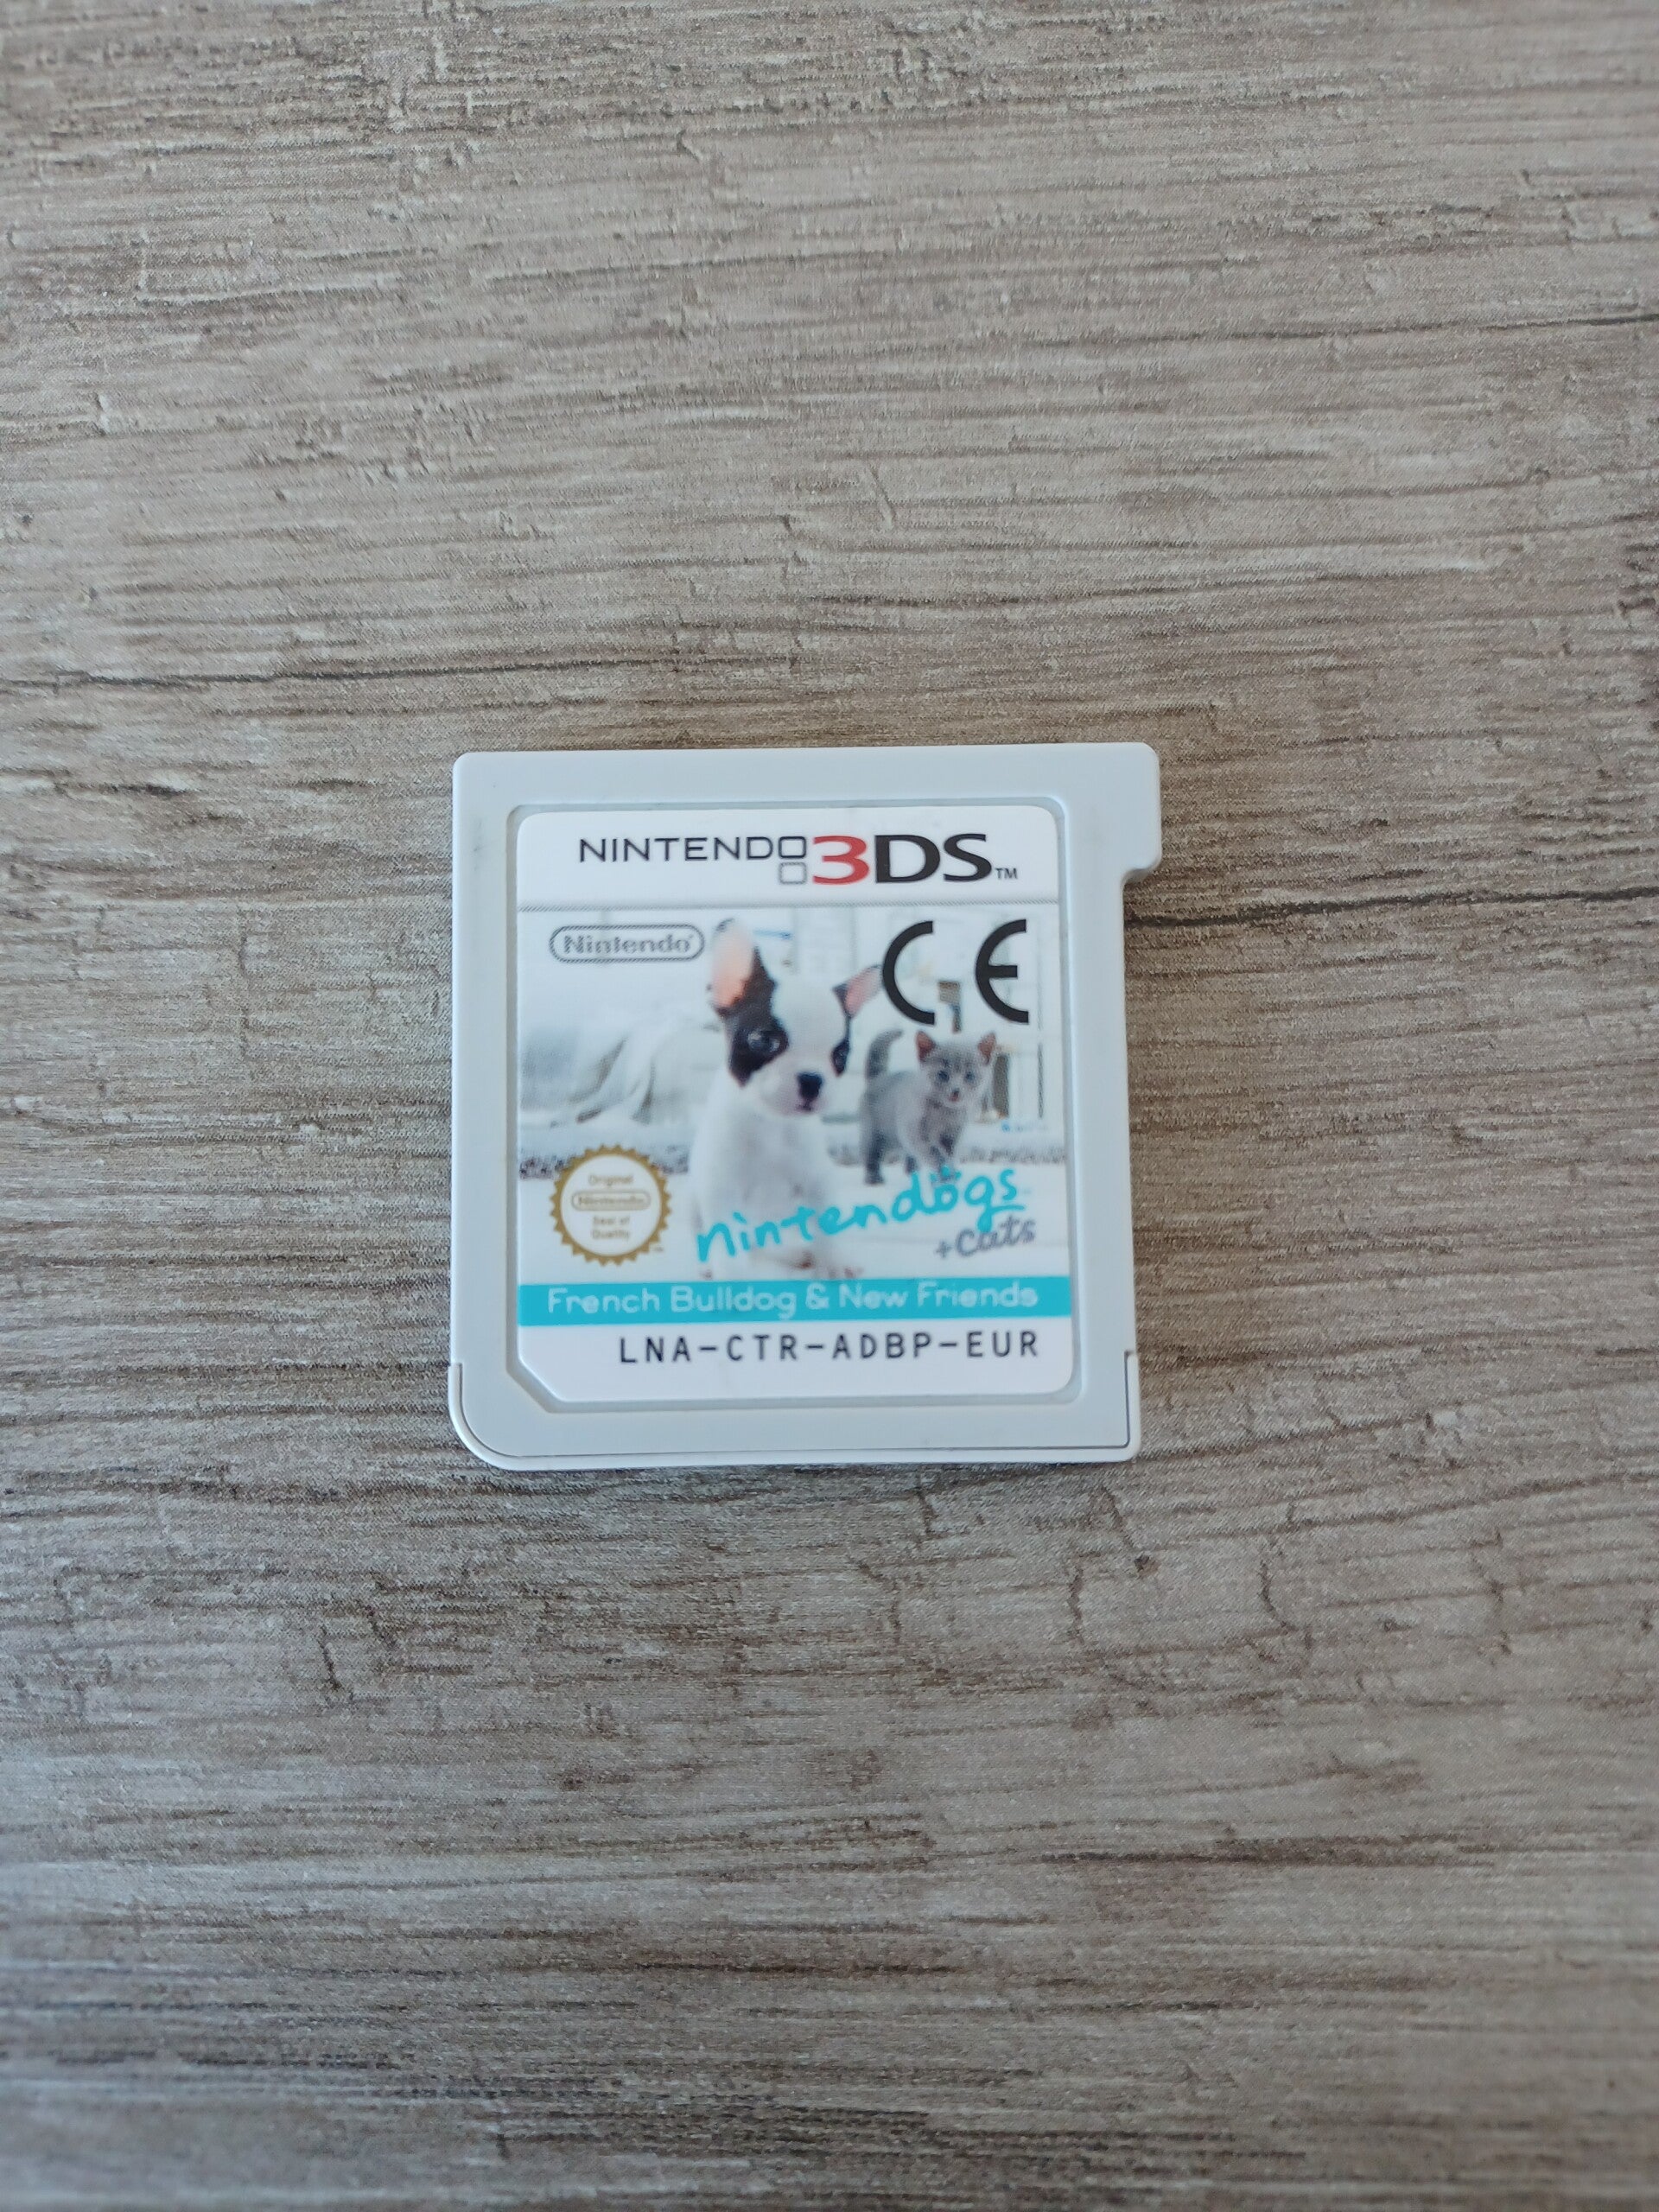 NINTENDO 3DS™
Nintendo®
CE
Original
Nintendo
Seal of
Quality
™
nintendogs
+cats
French Bulldog & New Friends
LNA-CTR-ADBP-EUR